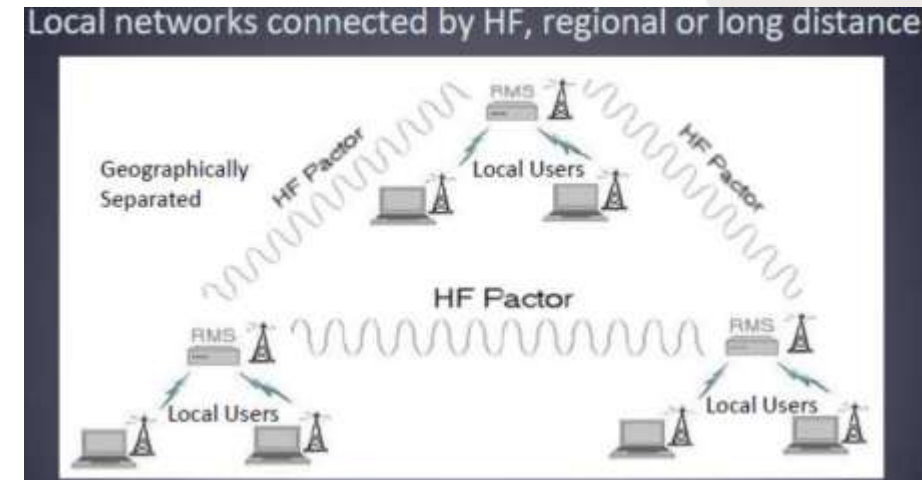 Local networks connected by HF, regional or long distance
RMS
HF Pactor
HF Pactor
Geographically
Separated
Local Users
HF Pactor
RMS
RMS
Local Users
Local Users